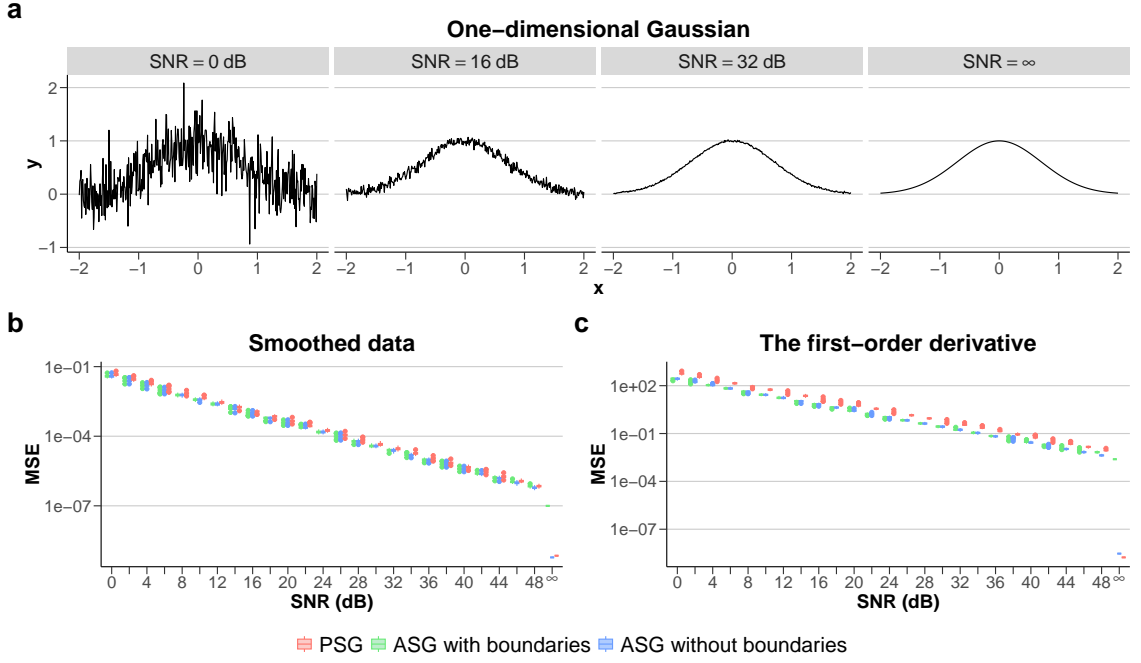 a
One−dimensional Gaussian
SNR = 0 dB
SNR = 16 dB
SNR = 32 dB
SNR = ∞
y
2
1
0
−1
−2 −1 0 1 2
−2 −1 0 1 2
−2 −1 0 1 2
−2 −1 0 1 2
x
b
Smoothed data
MSE
1e−01
1e−04
1e−07
0 4 8 12 16 20 24 28 32 36 40 44 48 ∞
SNR (dB)
c
The first−order derivative
MSE
1e+02
1e−01
1e−04
1e−07
0 4 8 12 16 20 24 28 32 36 40 44 48 ∞
SNR (dB)
PSG ASG with boundaries ASG without boundaries